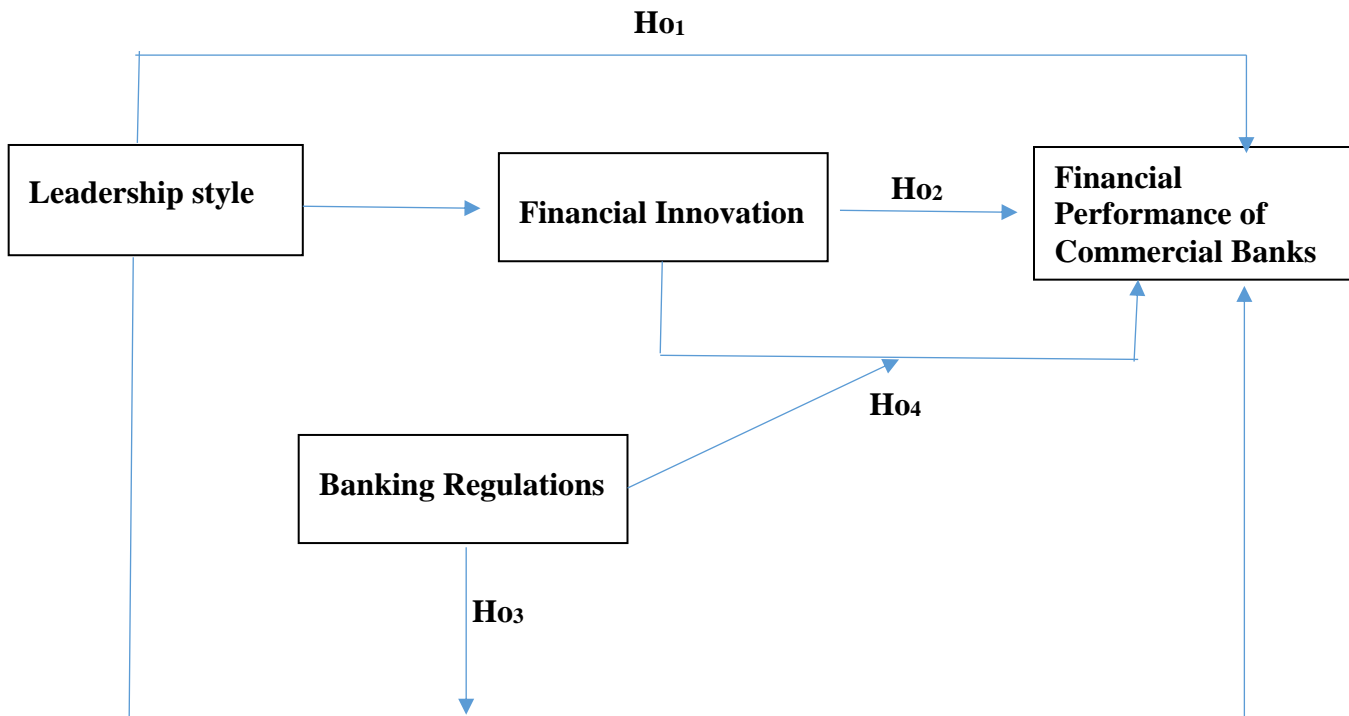 Ho1
Leadership style
Financial Innovation
Ho2
Financial
Performance of
Commercial Banks
Ho4
Banking Regulations
Ho3